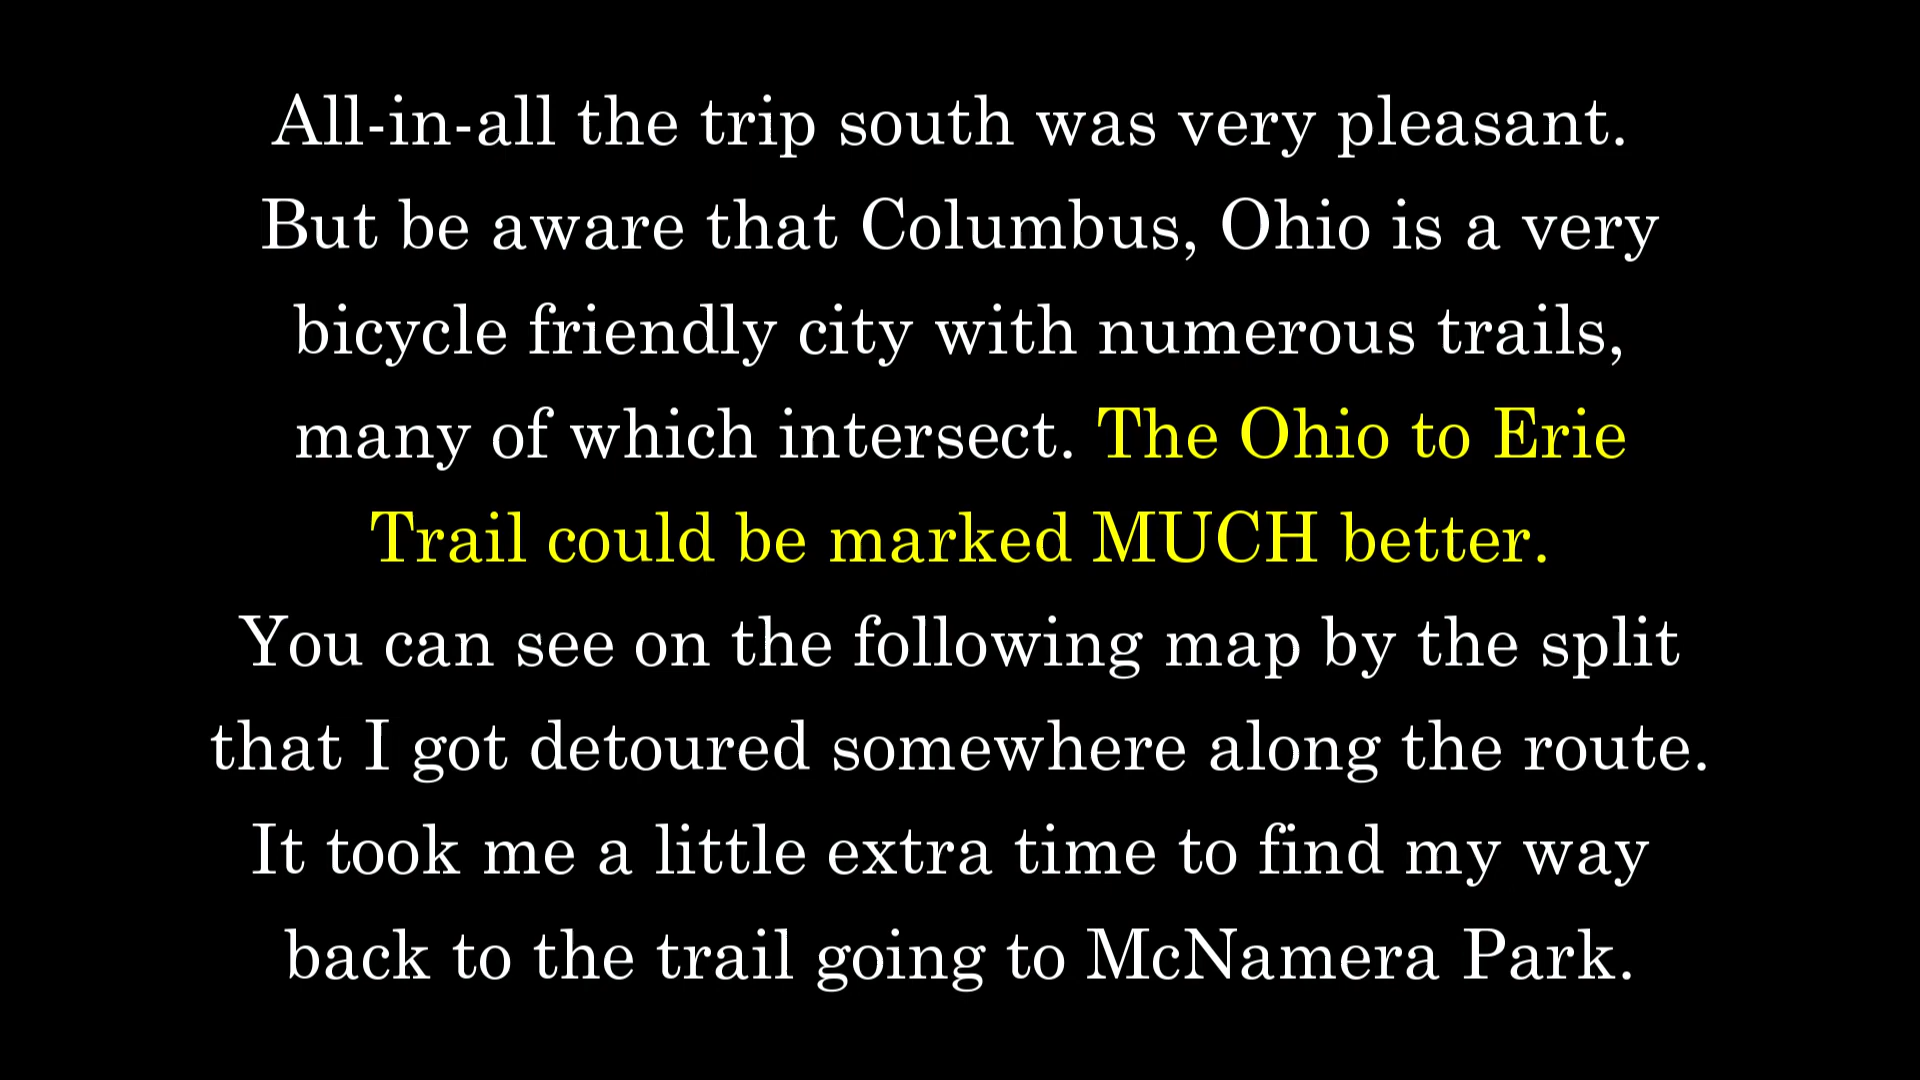 All-in-all the trip south was very pleasant.
But be aware that Columbus, Ohio is a very
bicycle friendly city with numerous trails,
many of which intersect. The Ohio to Erie
Trail could be marked MUCH better.
You can see on the following map by the split
that I got detoured somewhere along the route.
It took me a little extra time to find my way
back to the trail going to McNamera Park.